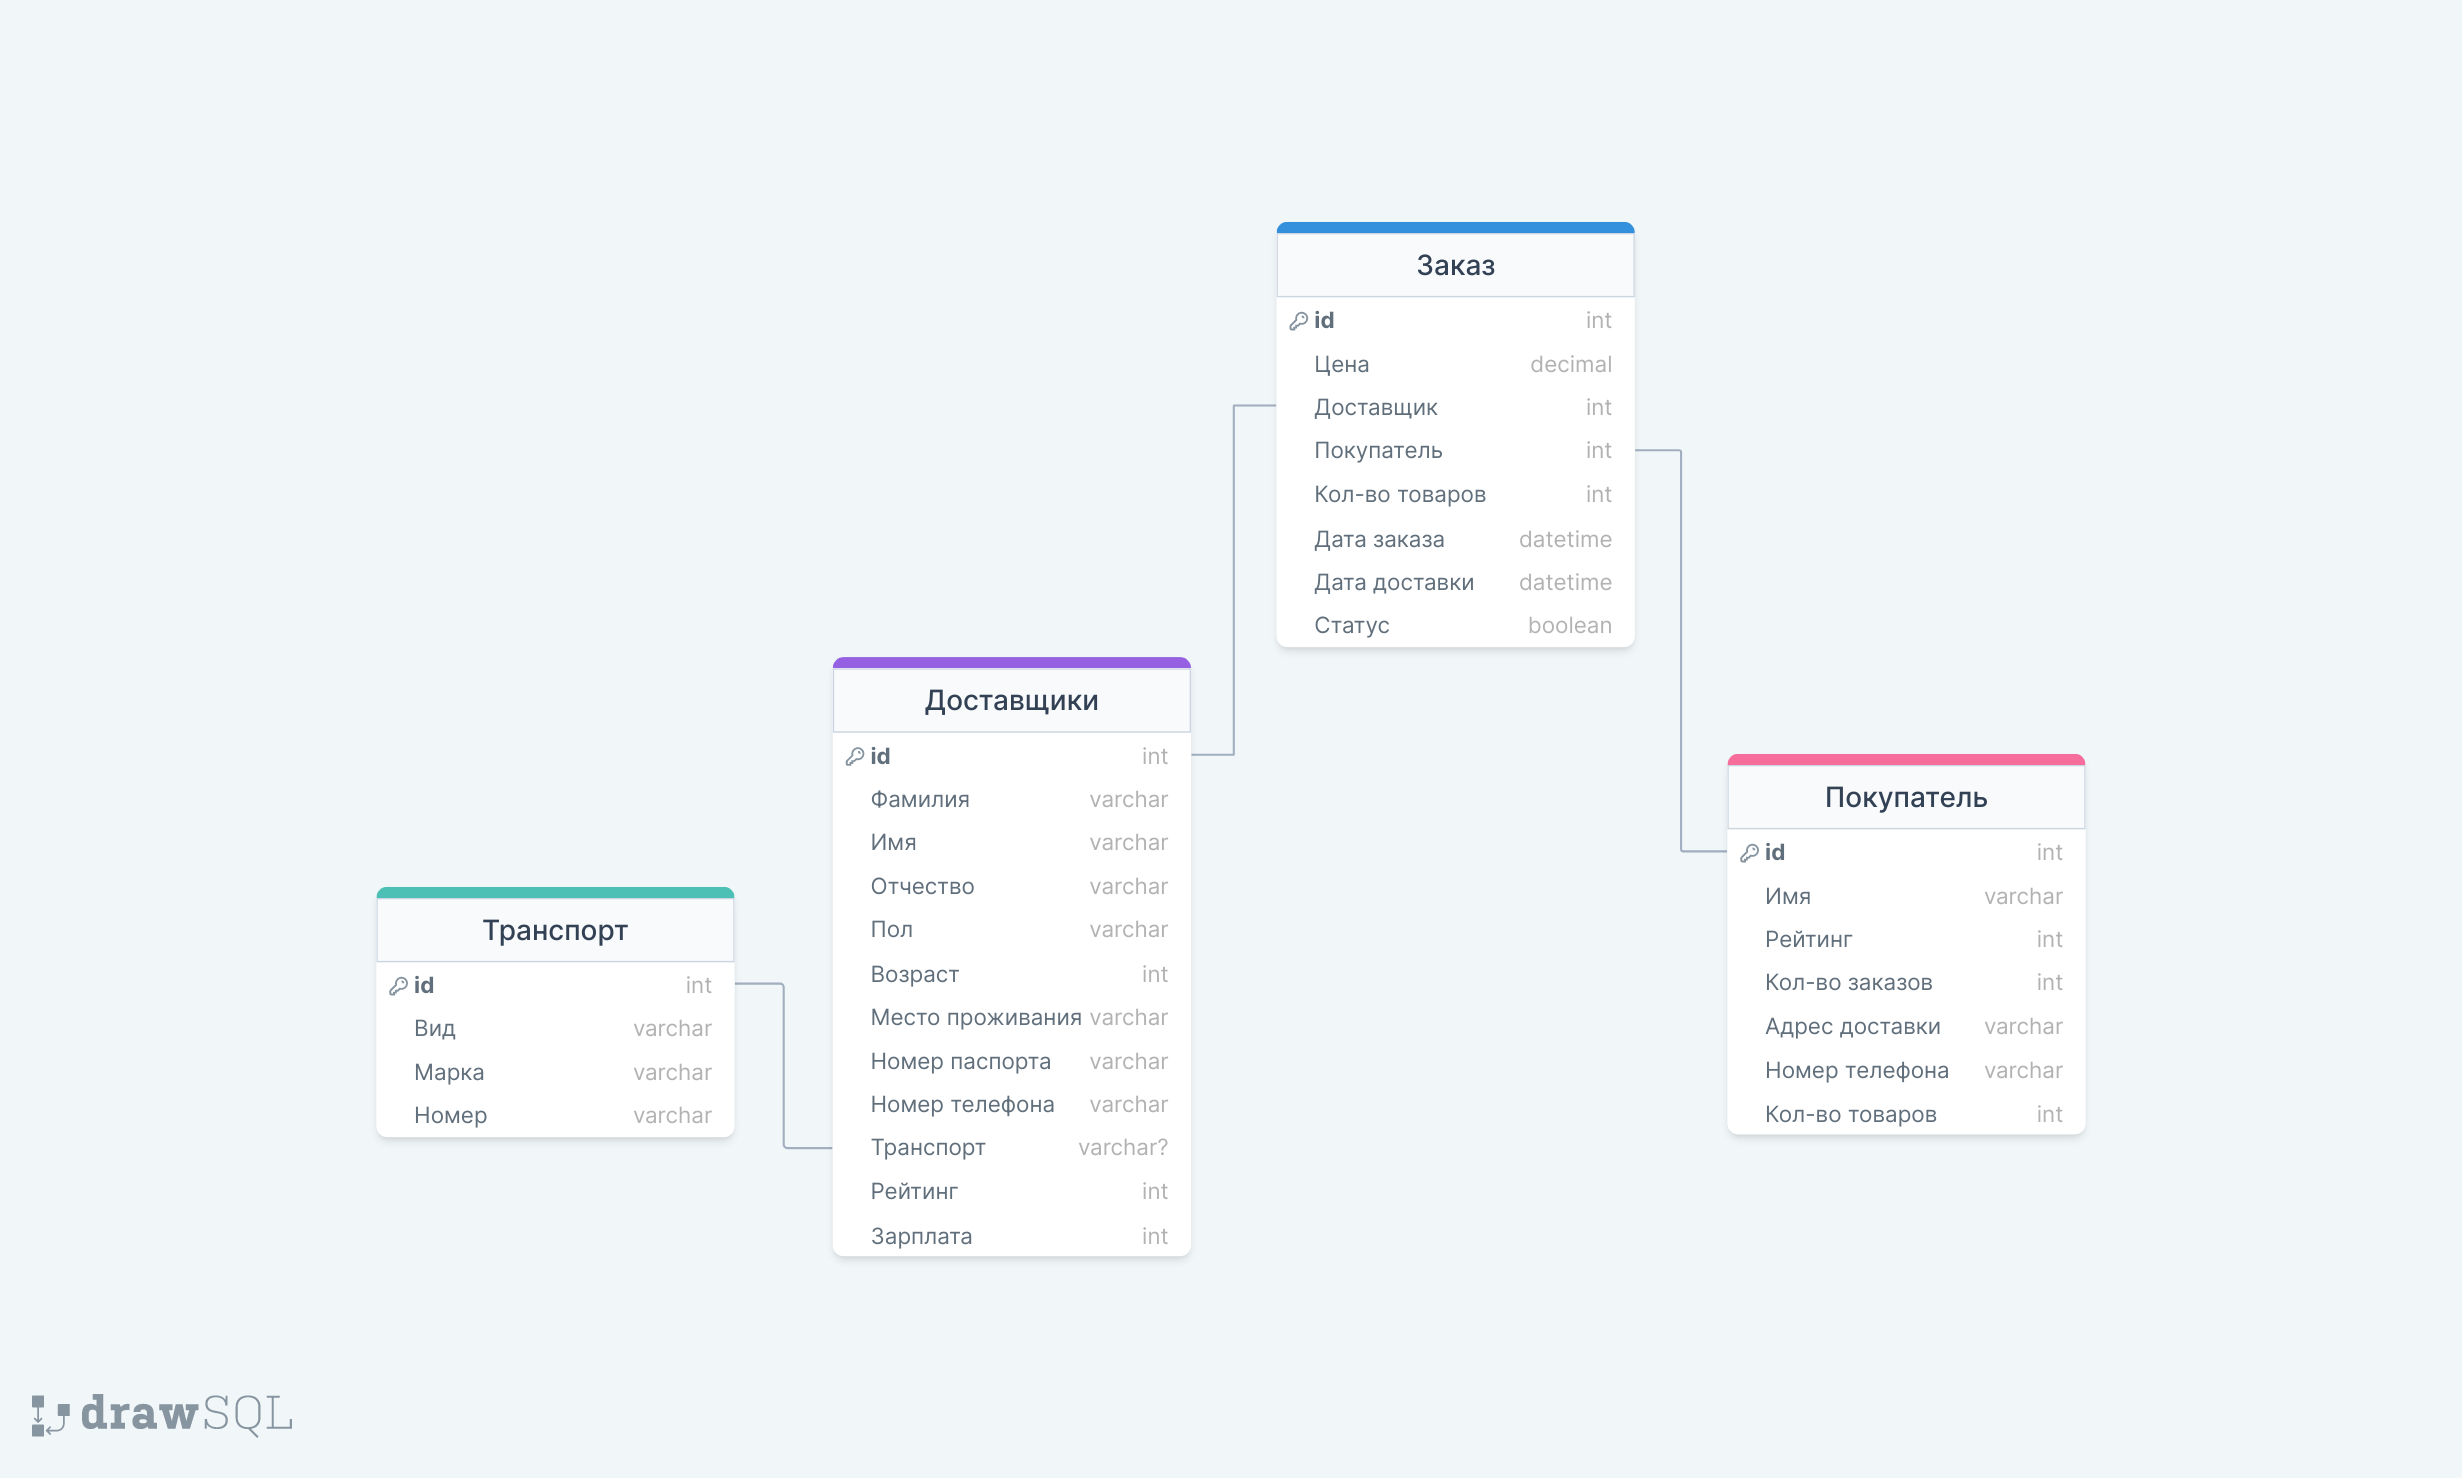 Заказ
id int
Цена decimal
Доставщик int
Покупатель int
Кол-во товаров int
Дата заказа datetime
Дата доставки datetime
Статус boolean
Доставщики
id int
Фамилия varchar
Имя varchar
Отчество varchar
Пол varchar
Возраст int
Место проживания varchar
Номер паспорта varchar
Номер телефона varchar
Транспорт varchar?
Рейтинг int
Зарплата int
Покупатель
id int
Имя varchar
Рейтинг int
Кол-во заказов int
Адрес доставки varchar
Номер телефона varchar
Кол-во товаров int
Транспорт
id int
Вид varchar
Марка varchar
Номер varchar
drawSQL